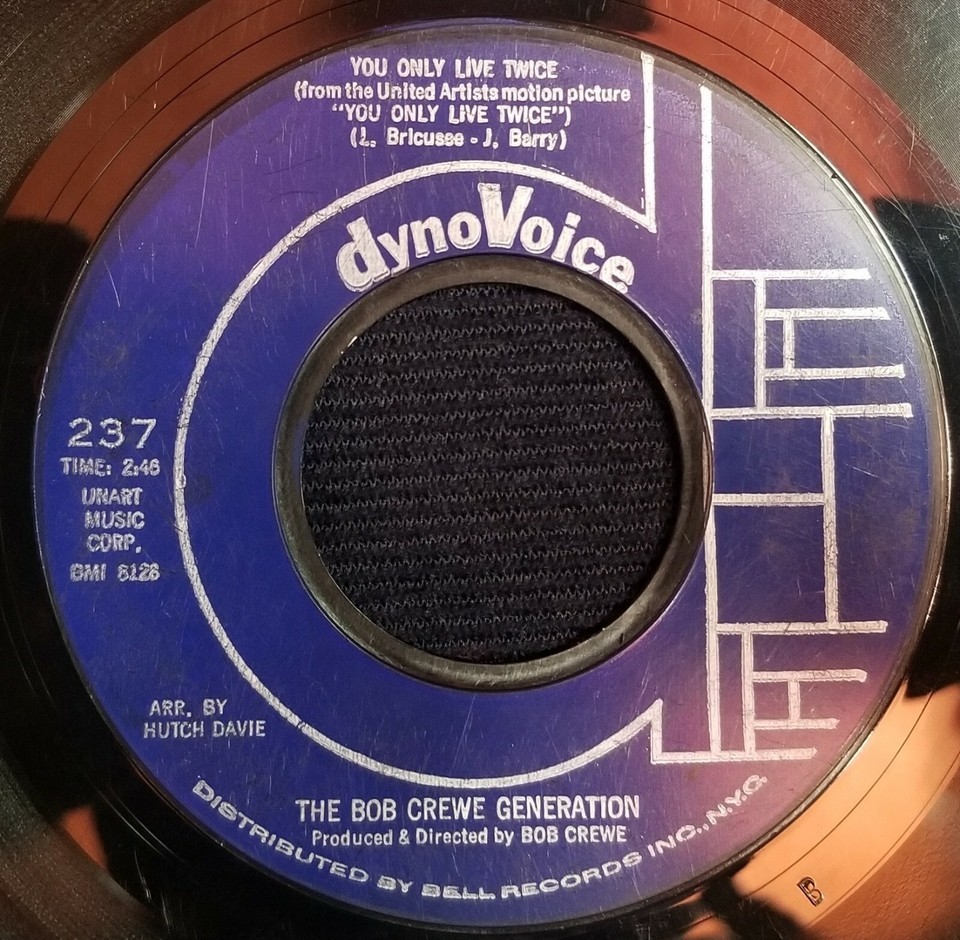 YOU ONLY LIVE TWICE
(from the United Artists motion picture
"YOU ONLY LIVE TWICE")
(L. Bricusee - J. Barry)
dynoVoice
237
TIME: 2:46
UNART
MUSIC
CORP.
BMI 6126
ARR. BY
HUTCH DAVIE
THE BOB CREWE GENERATION
Produced & Directed by BOB CREWE
DISTRIBUTED BY BELL RECORDS INC., N.Y.C.
B